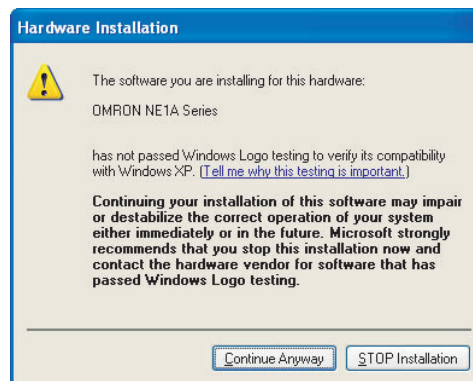 Hardware Installation
The software you are installing for this hardware:
OMRON NE1A Series
has not passed Windows Logo testing to verify its compatibility
with Windows XP. (Tell me why this testing is important.)
Continuing your installation of this software may impair
or destabilize the correct operation of your system
either immediately or in the future. Microsoft strongly
recommends that you stop this installation now and
contact the hardware vendor for software that has
passed Windows Logo testing.
Continue Anyway
STOP Installation